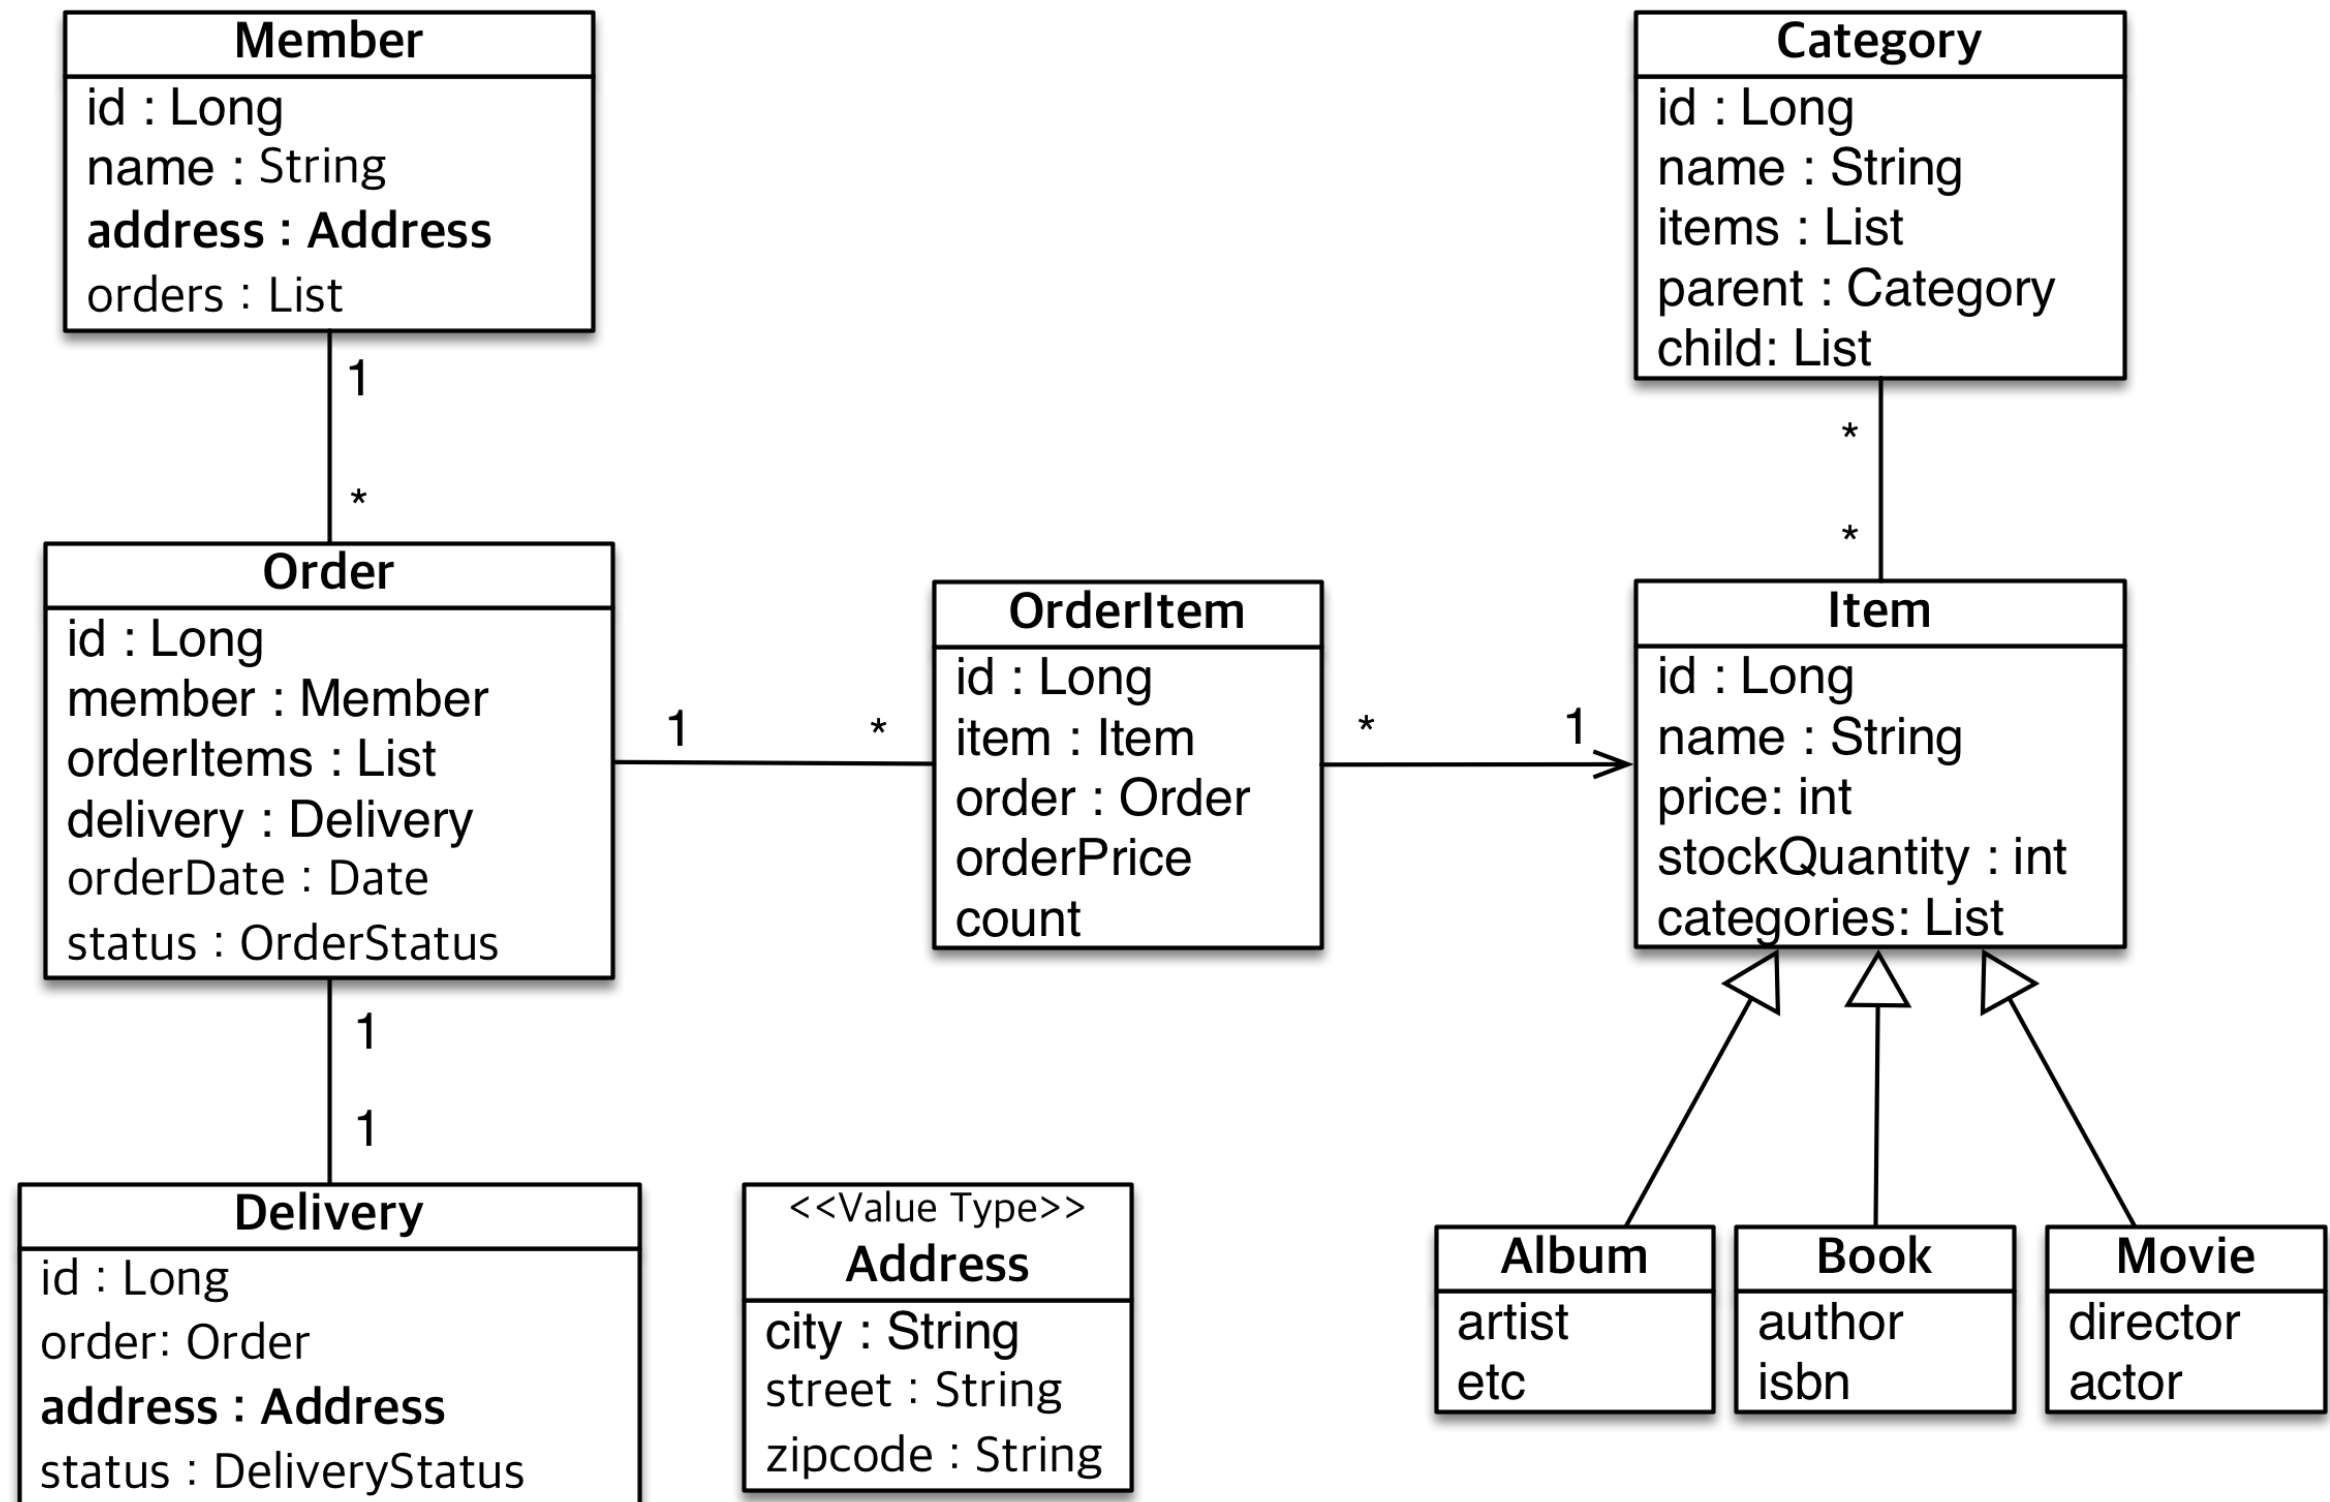 Member
id : Long
name : String
address : Address
orders : List
1
*
Order
id : Long
member : Member
orderItems : List
delivery : Delivery
orderDate : Date
status : OrderStatus
1
*
OrderItem
id : Long
item : Item
order : Order
orderPrice
count
*
1
Category
id : Long
name : String
items : List
parent : Category
child: List
*
*
Item
id : Long
name : String
price: int
stockQuantity : int
categories: List
1
1
Delivery
id : Long
order: Order
address : Address
status : DeliveryStatus
<<Value Type>>
Address
city : String
street : String
zipcode : String
Album
artist
etc
Book
author
isbn
Movie
director
actor